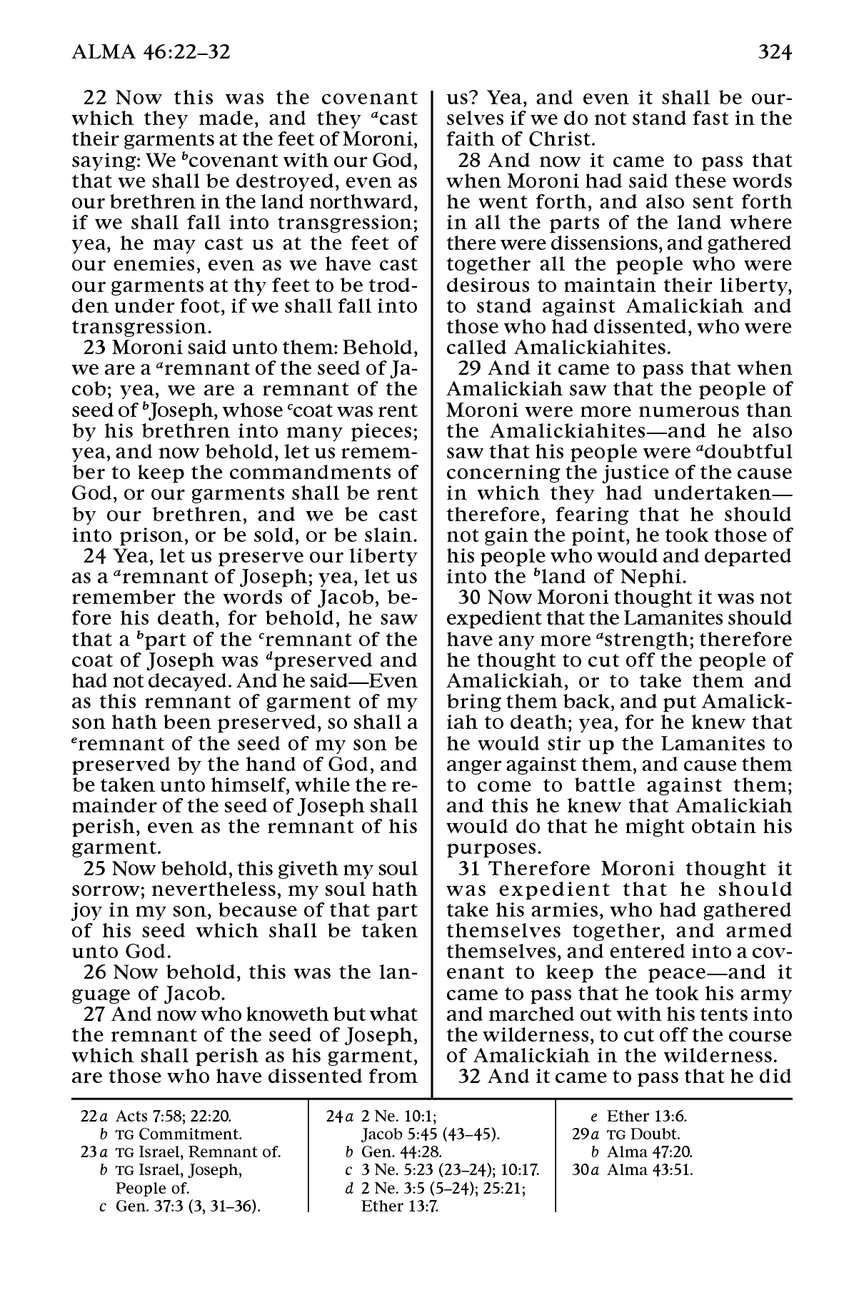 ALMA 46:22–32
324
22 Now this was the covenant
which they made, and they acast
their garments at the feet of Moroni,
saying: We bcovenant with our God,
that we shall be destroyed, even as
our brethren in the land northward,
if we shall fall into transgression;
yea, he may cast us at the feet of
our enemies, even as we have cast
our garments at thy feet to be trod-
den under foot, if we shall fall into
transgression.
23 Moroni said unto them: Behold,
we are a aremnant of the seed of Ja-
cob; yea, we are a remnant of the
seed of bJoseph, whose ccoat was rent
by his brethren into many pieces;
yea, and now behold, let us remem-
ber to keep the commandments of
God, or our garments shall be rent
by our brethren, and we be cast
into prison, or be sold, or be slain.
24 Yea, let us preserve our liberty
as a aremnant of Joseph; yea, let us
remember the words of Jacob, be-
fore his death, for behold, he saw
that a bpart of the cremnant of the
coat of Joseph was dpreserved and
had not decayed. And he said—Even
as this remnant of garment of my
son hath been preserved, so shall a
eremnant of the seed of my son be
preserved by the hand of God, and
be taken unto himself, while the re-
mainder of the seed of Joseph shall
perish, even as the remnant of his
garment.
25 Now behold, this giveth my soul
sorrow; nevertheless, my soul hath
joy in my son, because of that part
of his seed which shall be taken
unto God.
26 Now behold, this was the lan-
guage of Jacob.
27 And now who knoweth but what
the remnant of the seed of Joseph,
which shall perish as his garment,
are those who have dissented from
us? Yea, and even it shall be our-
selves if we do not stand fast in the
faith of Christ.
28 And now it came to pass that
when Moroni had said these words
he went forth, and also sent forth
in all the parts of the land where
there were dissensions, and gathered
together all the people who were
desirous to maintain their liberty,
to stand against Amalickiah and
those who had dissented, who were
called Amalickiahites.
29 And it came to pass that when
Amalickiah saw that the people of
Moroni were more numerous than
the Amalickiahites—and he also
saw that his people were adoubtful
concerning the justice of the cause
in which they had undertaken—
therefore, fearing that he should
not gain the point, he took those of
his people who would and departed
into the bland of Nephi.
30 Now Moroni thought it was not
expedient that the Lamanites should
have any more astrength; therefore
he thought to cut off the people of
Amalickiah, or to take them and
bring them back, and put Amalick-
iah to death; yea, for he knew that
he would stir up the Lamanites to
anger against them, and cause them
to come to battle against them;
and this he knew that Amalickiah
would do that he might obtain his
purposes.
31 Therefore Moroni thought it
was expedient that he should
take his armies, who had gathered
themselves together, and armed
themselves, and entered into a cov-
enant to keep the peace—and it
came to pass that he took his army
and marched out with his tents into
the wilderness, to cut off the course
of Amalickiah in the wilderness.
32 And it came to pass that he did
22a Acts 7:58; 22:20.
b TG Commitment.
23a TG Israel, Remnant of.
b TG Israel, Joseph,
People of.
c Gen. 37:3 (3, 31–36).
24a 2 Ne. 10:1;
Jacob 5:45 (43–45).
b Gen. 44:28.
c 3 Ne. 5:23 (23–24); 10:17.
d 2 Ne. 3:5 (5–24); 25:21;
Ether 13:7.
e Ether 13:6.
29a TG Doubt.
b Alma 47:20.
30a Alma 43:51.